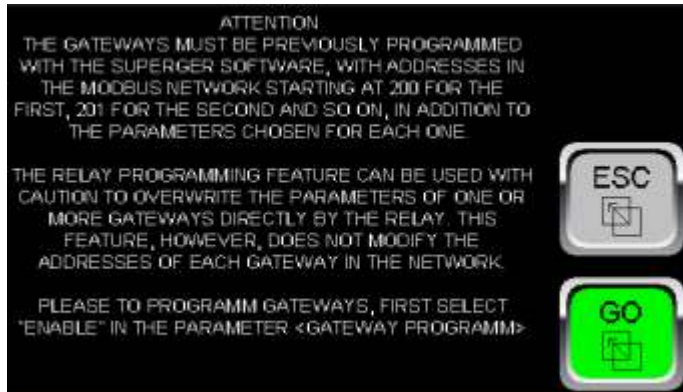 ATTENTION
THE GATEWAYS MUST BE PREVIOUSLY PROGRAMMED
WITH THE SUPERGER SOFTWARE, WITH ADDRESSES IN
THE MODBUS NETWORK STARTING AT 200 FOR THE
FIRST, 201 FOR THE SECOND AND SO ON, IN ADDITION TO
THE PARAMETERS CHOSEN FOR EACH ONE.
THE RELAY PROGRAMMING FEATURE CAN BE USED WITH
CAUTION TO OVERWRITE THE PARAMETERS OF ONE OR
MORE GATEWAYS DIRECTLY BY THE RELAY. THIS
FEATURE, HOWEVER, DOES NOT MODIFY THE
ADDRESSES OF EACH GATEWAY IN THE NETWORK.
PLEASE TO PROGRAMM GATEWAYS, FIRST SELECT
"ENABLE" IN THE PARAMETER <GATEWAY PROGRAMM>
ESC
GO